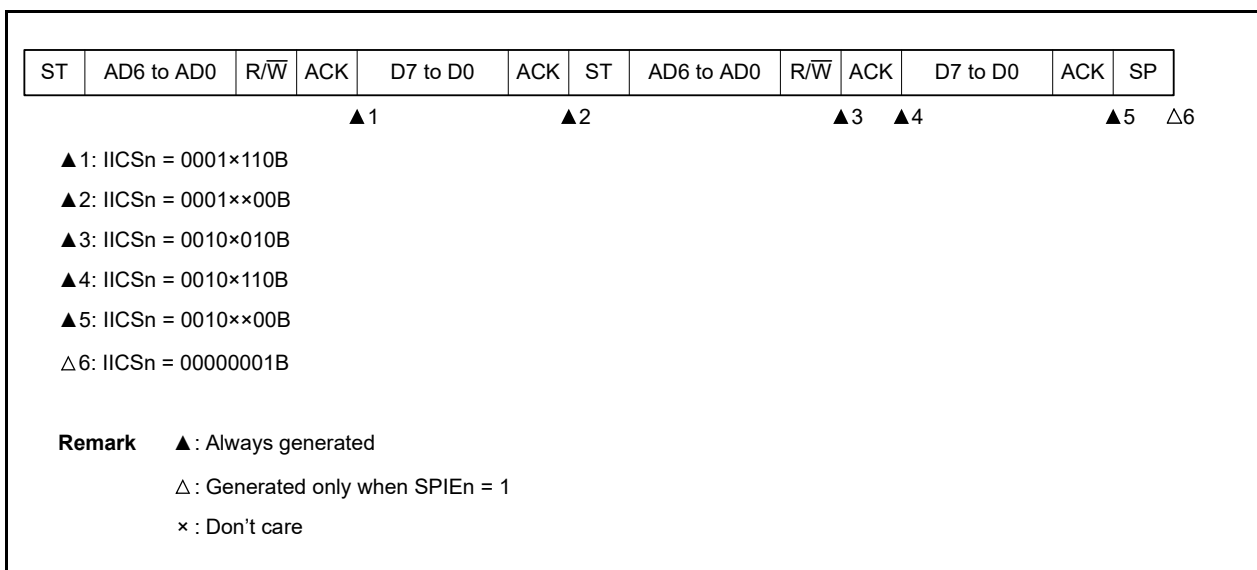 ST AD6 to AD0 R/W̅ ACK D7 to D0 ACK ST AD6 to AD0 R/W̅ ACK D7 to D0 ACK SP
▲1 ▲2 ▲3 ▲4 ▲5 △6
▲1: IICSn = 0001×110B
▲2: IICSn = 0001××00B
▲3: IICSn = 0010×010B
▲4: IICSn = 0010×110B
▲5: IICSn = 0010××00B
△6: IICSn = 00000001B
Remark ▲: Always generated
△: Generated only when SPIEn = 1
×: Don't care